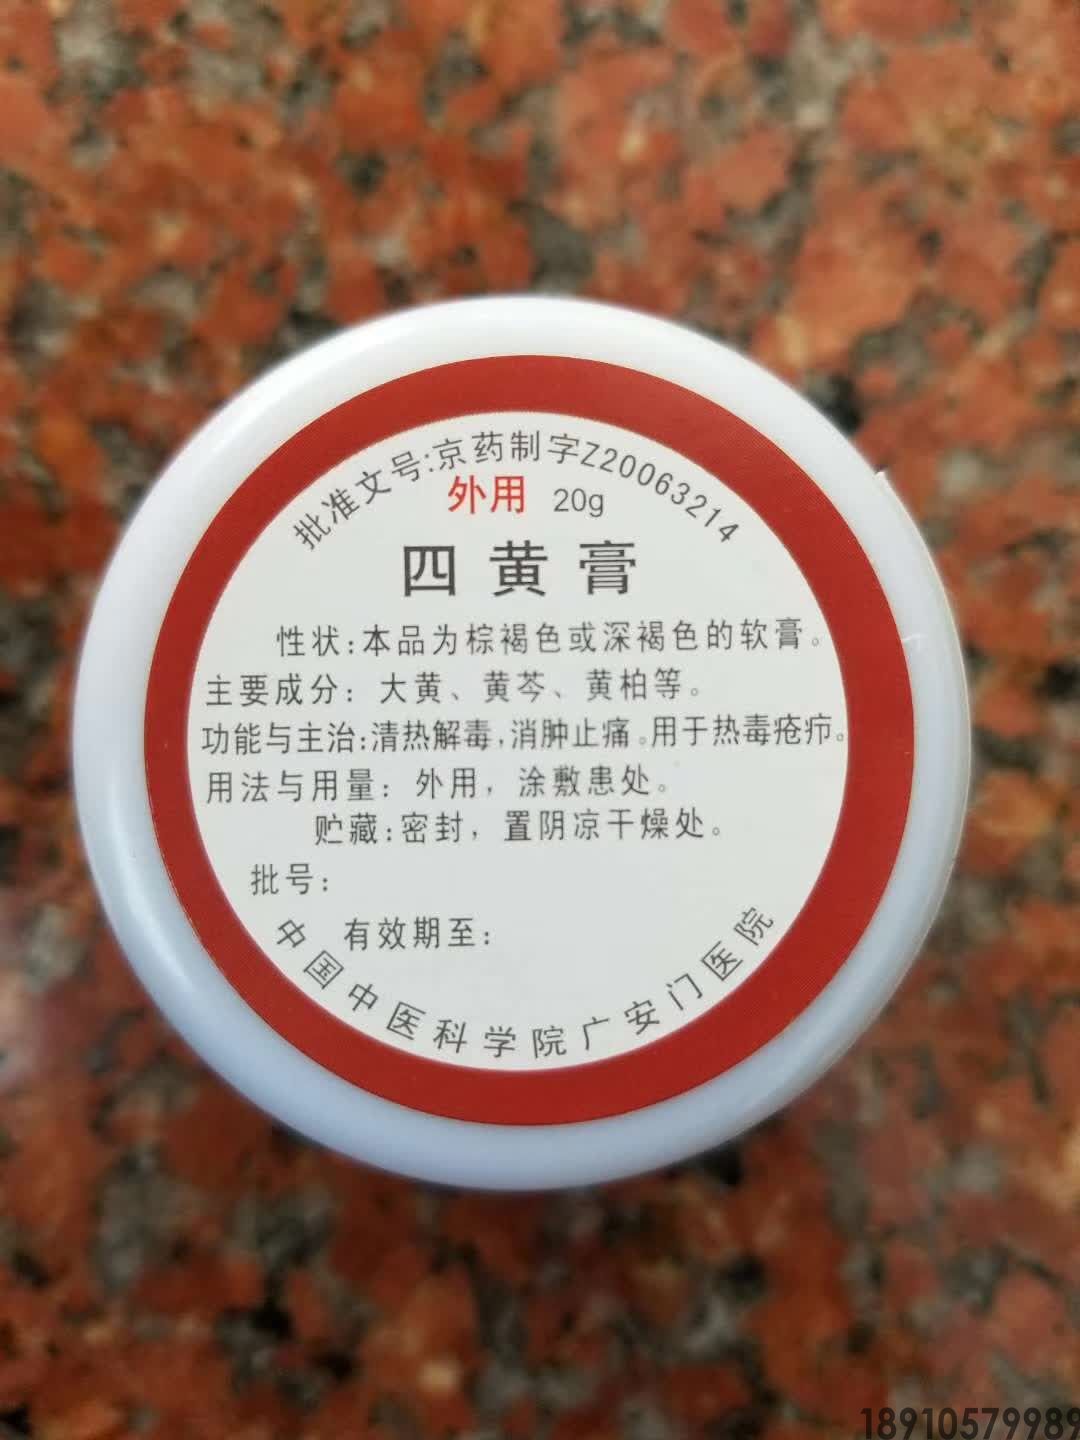 批准文号:京药制字Z20063214
外用 20g
四黄膏
性状:本品为棕褐色或深褐色的软膏。
主要成分：大黄、黄芩、黄柏等。
功能与主治:清热解毒,消肿止痛。用于热毒疮疖。
用法与用量：外用，涂敷患处。
贮藏:密封，置阴凉干燥处。
批号：
有效期至：
中国中医科学院广安门医院
18910579989